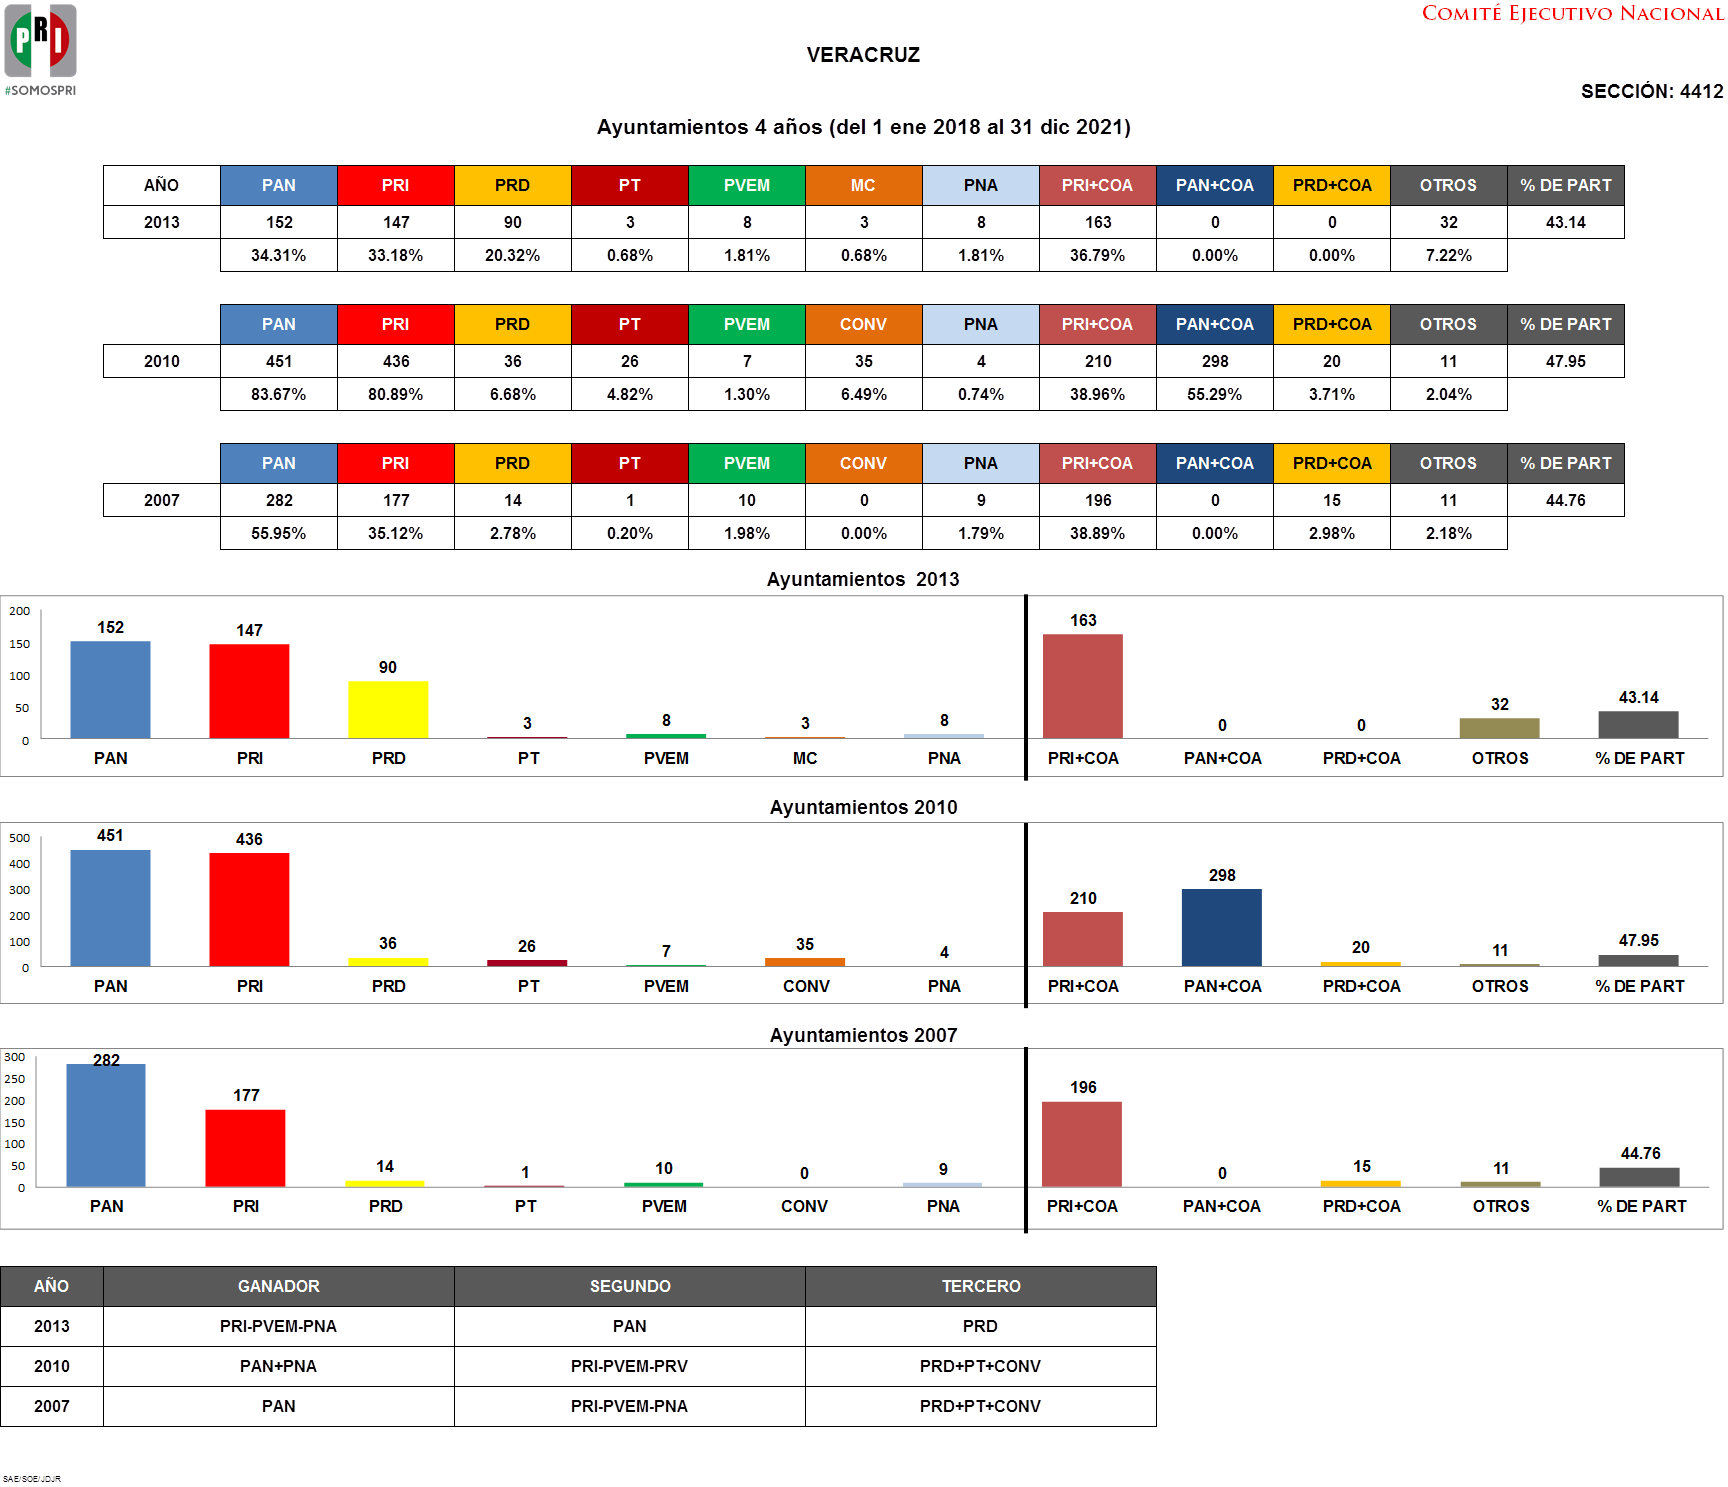 COMITÉ EJECUTIVO NACIONAL
PRI
#SOMOSPRI
VERACRUZ
SECCIÓN: 4412
Ayuntamientos 4 años (del 1 ene 2018 al 31 dic 2021)
AÑO PAN PRI PRD PT PVEM MC PNA PRI+COA PAN+COA PRD+COA OTROS % DE PART
2013 152 147 90 3 8 3 8 163 0 0 32 43.14
34.31% 33.18% 20.32% 0.68% 1.81% 0.68% 1.81% 36.79% 0.00% 0.00% 7.22%
PAN PRI PRD PT PVEM CONV PNA PRI+COA PAN+COA PRD+COA OTROS % DE PART
2010 451 436 36 26 7 35 4 210 298 20 11 47.95
83.67% 80.89% 6.68% 4.82% 1.30% 6.49% 0.74% 38.96% 55.29% 3.71% 2.04%
PAN PRI PRD PT PVEM CONV PNA PRI+COA PAN+COA PRD+COA OTROS % DE PART
2007 282 177 14 1 10 0 9 196 0 15 11 44.76
55.95% 35.12% 2.78% 0.20% 1.98% 0.00% 1.79% 38.89% 0.00% 2.98% 2.18%
Ayuntamientos 2013
200
150
100
50
0
152 147 90 3 8 3 8 163 0 0 32 43.14
PAN PRI PRD PT PVEM MC PNA PRI+COA PAN+COA PRD+COA OTROS % DE PART
Ayuntamientos 2010
500
400
300
200
100
0
451 436 36 26 7 35 4 210 298 20 11 47.95
PAN PRI PRD PT PVEM CONV PNA PRI+COA PAN+COA PRD+COA OTROS % DE PART
Ayuntamientos 2007
300
250
200
150
100
50
0
282 177 14 1 10 0 9 196 0 15 11 44.76
PAN PRI PRD PT PVEM CONV PNA PRI+COA PAN+COA PRD+COA OTROS % DE PART
AÑO GANADOR SEGUNDO TERCERO
2013 PRI-PVEM-PNA PAN PRD
2010 PAN+PNA PRI-PVEM-PRV PRD+PT+CONV
2007 PAN PRI-PVEM-PNA PRD+PT+CONV
SAE/SOE/JDJR